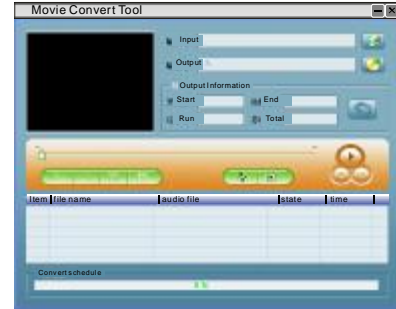 Movie Convert Tool
Input
Output
Output Information
Start End
Run Total
Item file name audio file state time
Convert schedule